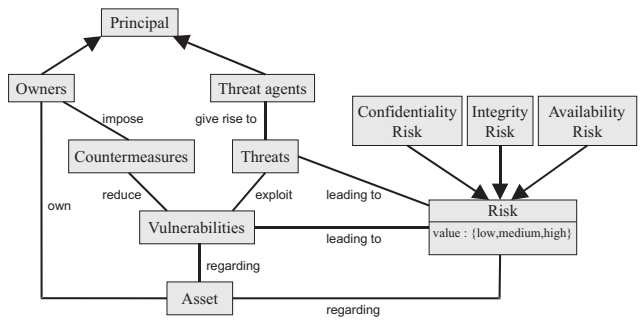 Principal
Owners
Threat agents
impose
give rise to
Confidentiality
Risk
Integrity
Risk
Availability
Risk
Countermeasures
Threats
own
reduce
exploit
leading to
Risk
value : {low,medium,high}
Vulnerabilities
leading to
regarding
Asset
regarding